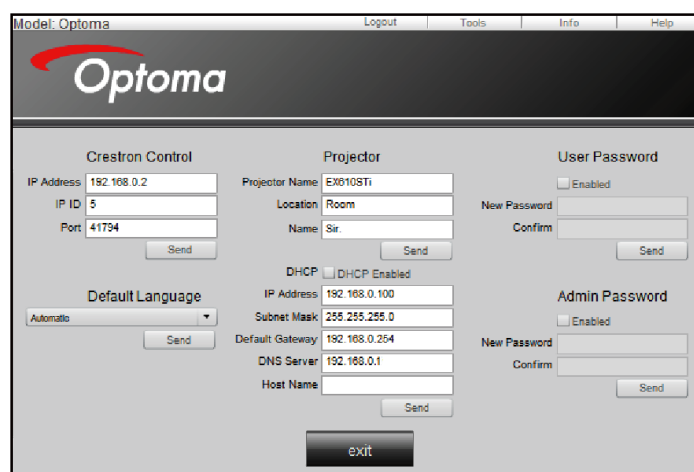 Model: Optoma
Logout Tools Info Help
Optoma
Crestron Control
IP Address 192.168.0.2
IP ID 5
Port 41794
Send
Default Language
Automatic
Send
Projector
Projector Name EX610STi
Location Room
Name Sir.
Send
DHCP DHCP Enabled
IP Address 192.168.0.100
Subnet Mask 255.255.255.0
Default Gateway 192.168.0.254
DNS Server 192.168.0.1
Host Name
Send
User Password
Enabled
New Password
Confirm
Send
Admin Password
Enabled
New Password
Confirm
Send
exit